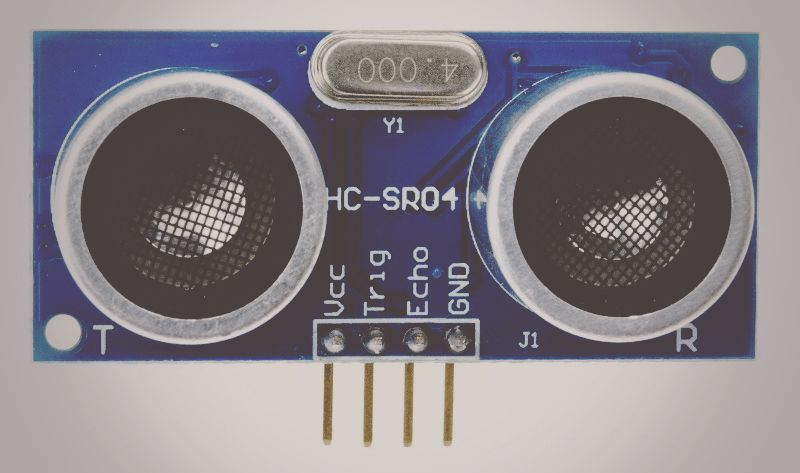 4.000
Y1
HC-SR04
Vcc
Trig
Echo
GND
T
J1
R